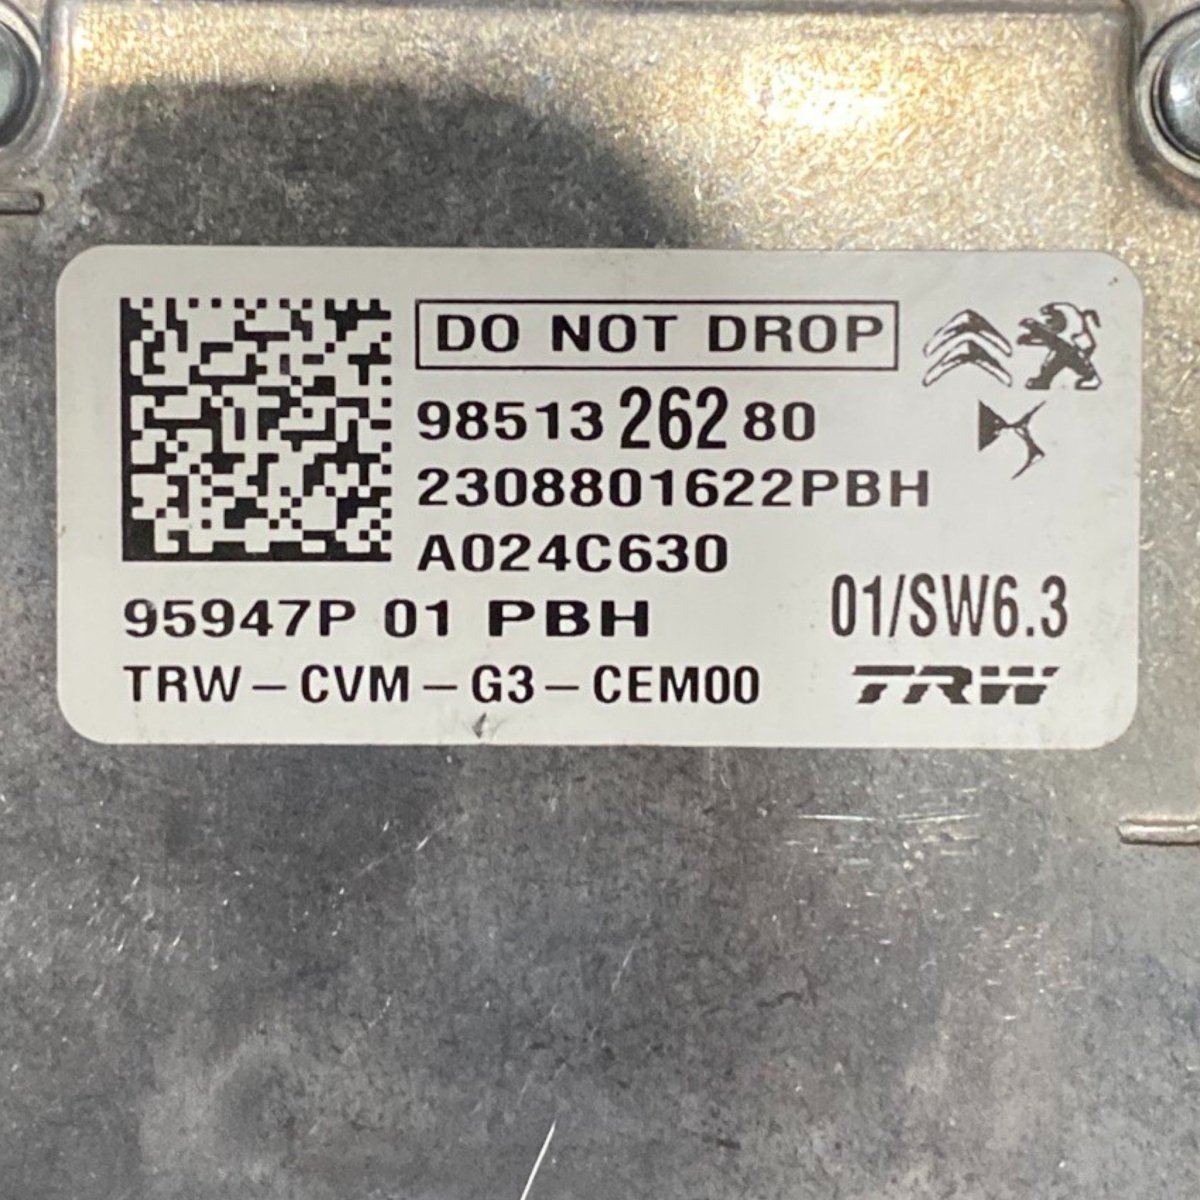 DO NOT DROP
98513 262 80
2308801622PBH
A024C630
95947P 01 PBH
01/SW6.3
TRW-CVM-G3-CEM00
TRW